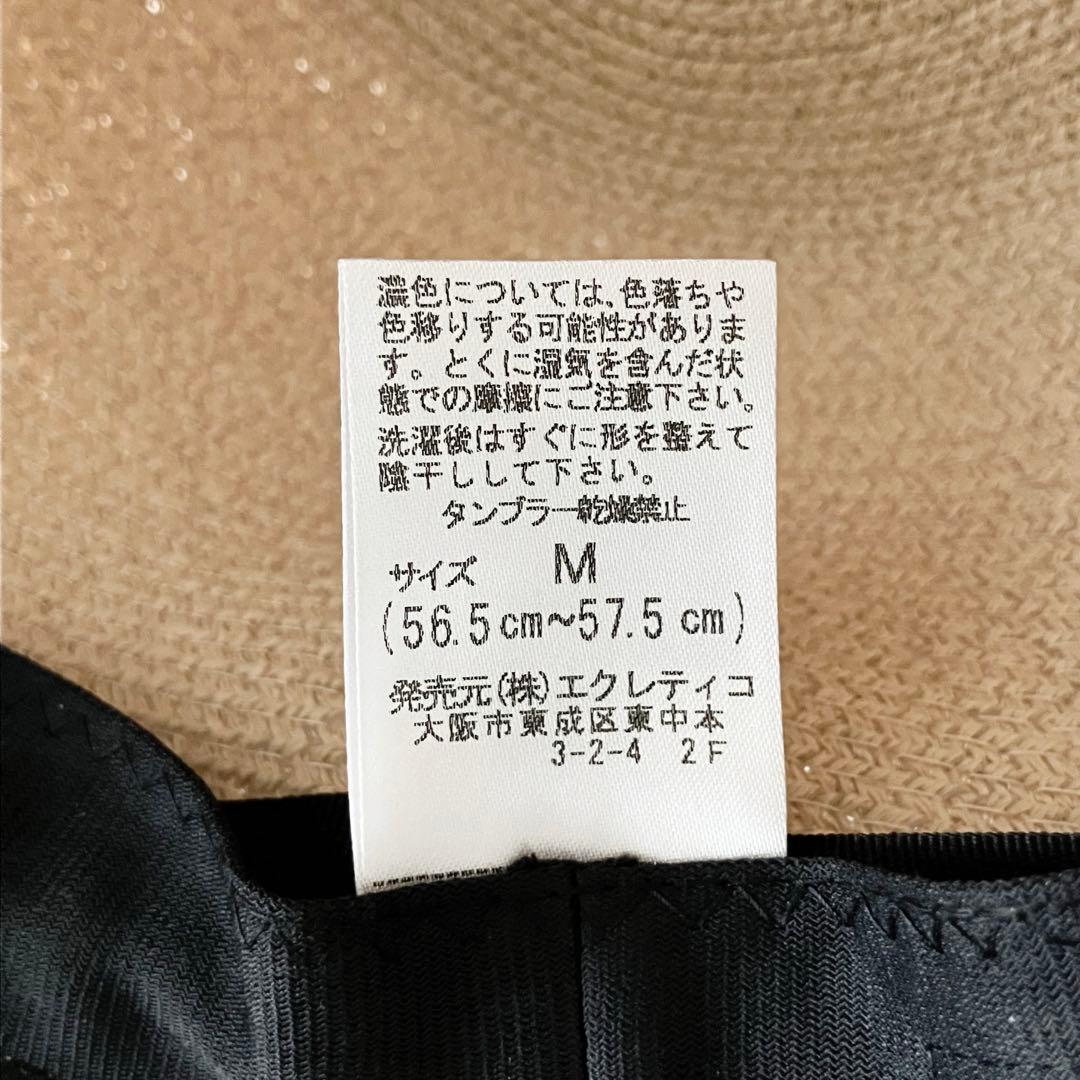 濃色については、色落ちや
色移りする可能性がありま
す。とくに湿気を含んだ状
態での摩擦にご注意下さい。
洗濯後はすぐに形を整えて
陰干しして下さい。
タンブラー乾燥禁止
サイズ M
(56.5cm~57.5cm)
発売元(株)エクレティコ
大阪市東成区東中本
3-2-4 2F